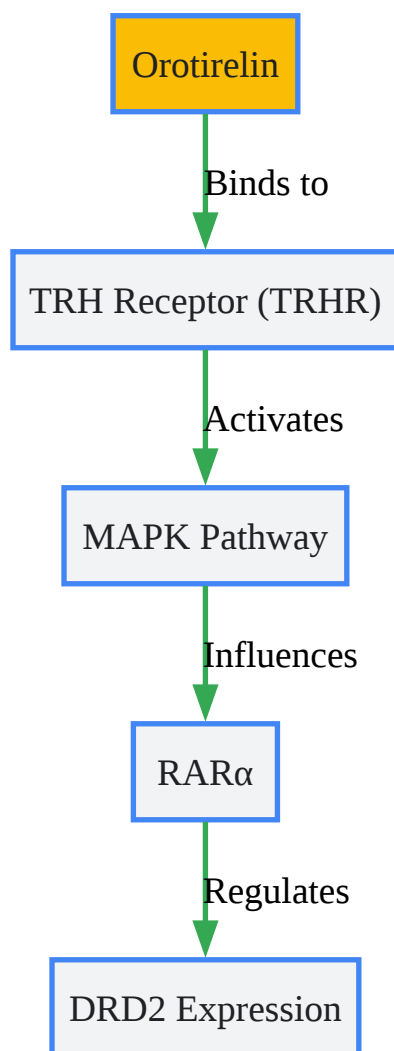 Orotirelin
Binds to
TRH Receptor (TRHR)
Activates
MAPK Pathway
Influences
RARα
Regulates
DRD2 Expression